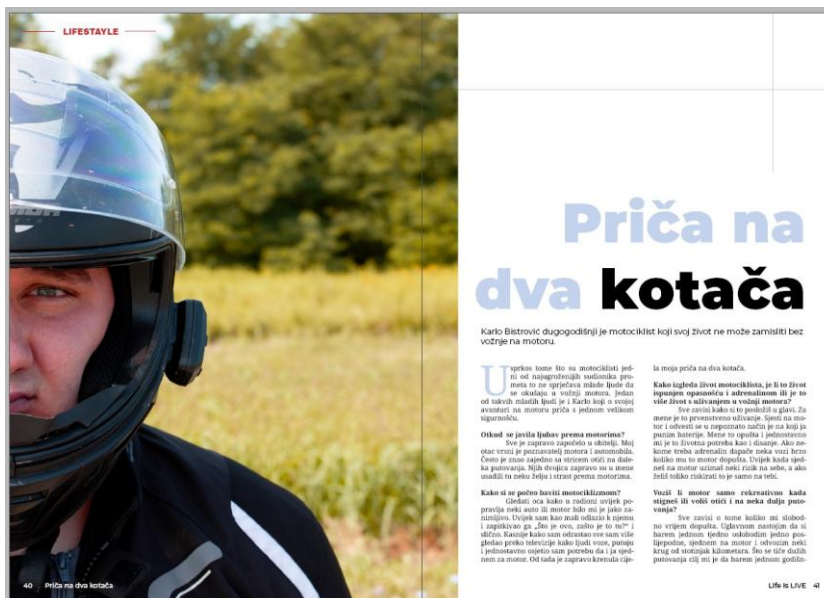 LIFESTAYLE
Priča na
dva kotača
Karlo Bistrović dugogodišnji je motociklist koji svoj život ne može zamisliti bez
vožnje na motoru.
Usprkos tome što su motociklisti jed-
ni od najugroženijih sudionika pro-
meta to ne sprječava mlade ljude da
se okušaju u vožnji motora. Jedan
od takvih mladih ljudi je i Karlo koji o svojoj
avanturi na motoru priča s jednom velikom
sigurnošću.
Otkud se javila ljubav prema motorima?
Sve je zapravo započelo u obitelji. Moj
otac vrsni je poznavatelj motora i automobila.
Često je znao zajedno sa stricem otići na dale-
ka putovanja. Njih dvojica zapravo su u mene
usadili tu neku želju i strast prema motorima.
Kako si se počeo baviti motociklizmom?
Gledati oca kako u radioni uvijek po-
pravlja neki auto ili motor bilo mi je jako za-
nimljivo. Uvijek sam kao mali odlazio k njemu
i zapitkivao ga „Što je ovo, zašto je to tu?“ i
slično. Kasnije kako sam odrastao sve sam više
gledao preko televizije kako ljudi voze, putuju
i jednostavno osjetio sam potrebu da i ja sjed-
nem za motor. Od tada je zapravo krenula cije-
la moja priča na dva kotača.
Kako izgleda život motociklista, je li to život
ispunjen opasnošću i adrenalinom ili je to
više život s uživanjem u vožnji motora?
Sve zavisi kako si to posložiš u glavi. Za
mene je to prvenstveno uživanje. Sjesti na mo-
tor i odvesti se u nepoznato način je na koji ja
punim baterije. Mene to opušta i jednostavno
mi je to životna potreba kao i disanje. Ako ne-
kome treba adrenalin dapače neka vozi brzo
koliko mu to motor dopušta. Uvijek kada sjed-
neš na motor uzimaš neki rizik na sebe, a ako
želiš toliko riskirati to je samo na tebi.
Voziš li motor samo rekreativno kada
stigneš ili voliš otići i na neka dulja puto-
vanja?
Sve zavisi o tome koliko mi slobod-
no vrijem dopušta. Uglavnom nastojim da si
barem jednom tjedno oslobodim jedno pos-
lijepodne, sjednem na motor i odvozim neki
krug od stotinjak kilometara. Što se tiče dužih
putovanja cilj mi je da barem jednom godišn-
40 Priča na dva kotača
Life is LIVE 41